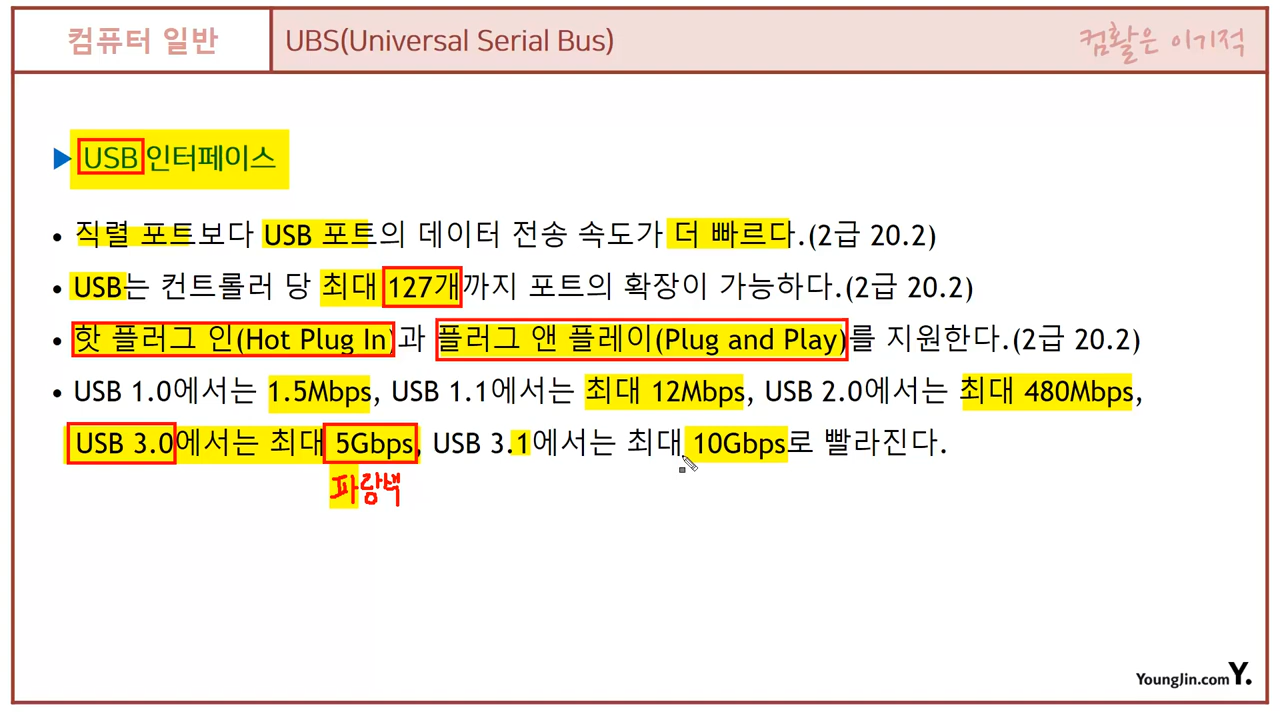 컴퓨터 일반
UBS(Universal Serial Bus)
컴활은 이기적
▶ USB 인터페이스
• 직렬 포트보다 USB 포트의 데이터 전송 속도가 더 빠르다.(2급 20.2)
• USB는 컨트롤러 당 최대 127개까지 포트의 확장이 가능하다.(2급 20.2)
• 핫 플러그 인(Hot Plug In)과 플러그 앤 플레이(Plug and Play)를 지원한다.(2급 20.2)
• USB 1.0에서는 1.5Mbps, USB 1.1에서는 최대 12Mbps, USB 2.0에서는 최대 480Mbps,
USB 3.0에서는 최대 5Gbps, USB 3.1에서는 최대 10Gbps로 빨라진다.
파랑색
YoungJin.com Y.